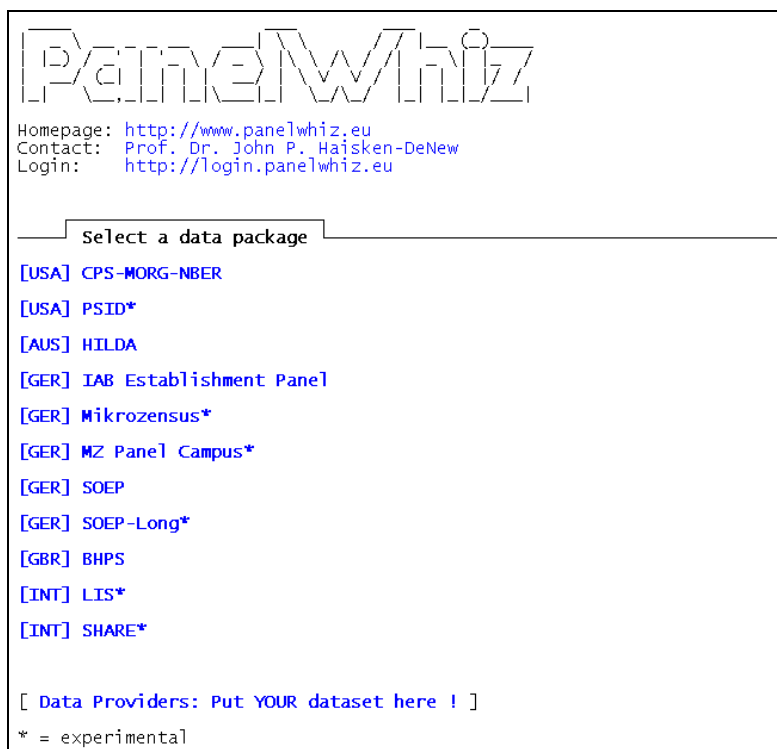 PanelWhiz
Homepage: http://www.panelwhiz.eu
Contact: Prof. Dr. John P. Haisken-DeNew
Login: http://login.panelwhiz.eu
Select a data package
[USA] CPS-MORG-NBER
[USA] PSID*
[AUS] HILDA
[GER] IAB Establishment Panel
[GER] Mikrozensus*
[GER] MZ Panel Campus*
[GER] SOEP
[GER] SOEP-Long*
[GBR] BHPS
[INT] LIS*
[INT] SHARE*
[ Data Providers: Put YOUR dataset here ! ]
* = experimental